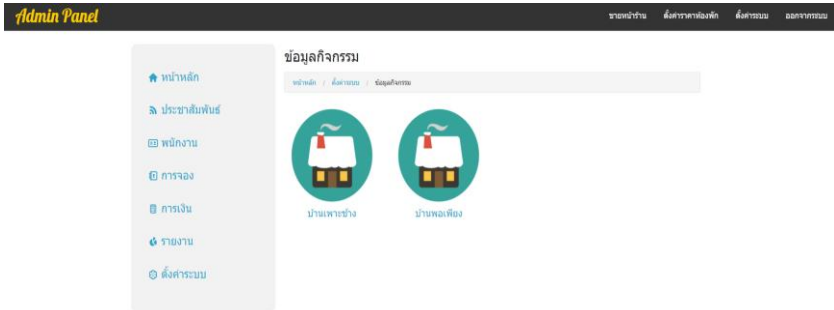 Admin Panel
ขายหน้าร้าน ตั้งค่าราคาห้องพัก ตั้งค่าระบบ ออกจากระบบ
หน้าหลัก
ประชาสัมพันธ์
พนักงาน
การจอง
การเงิน
รายงาน
ตั้งค่าระบบ
ข้อมูลกิจกรรม
หน้าหลัก / ตั้งค่าระบบ / ข้อมูลกิจกรรม
บ้านเพาะช่าง บ้านพอเพียง